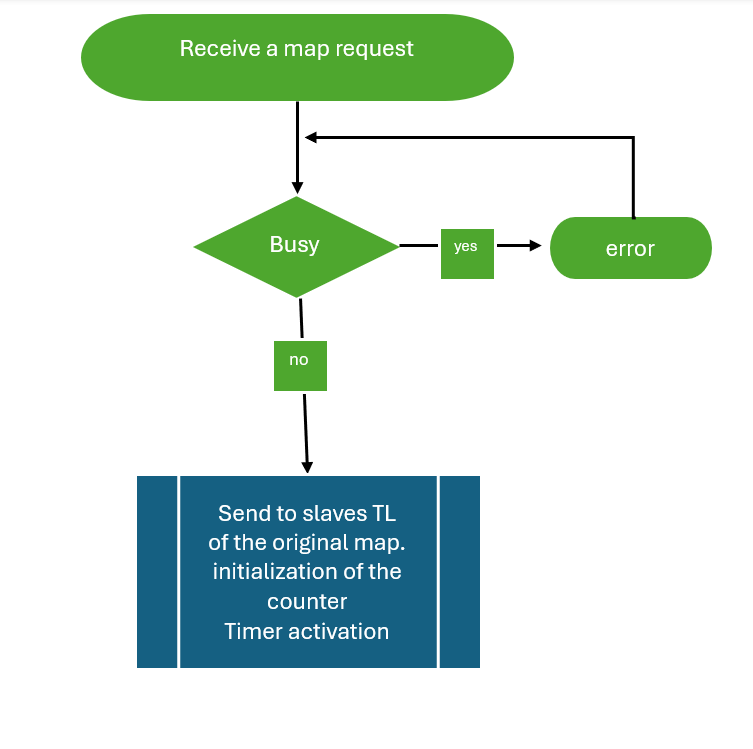 Receive a map request
Busy
yes
error
no
Send to slaves TL
of the original map.
initialization of the
counter
Timer activation